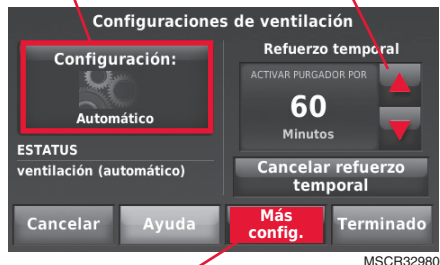 Configuraciones de ventilación
Configuración:
Automático
ESTATUS
ventilación (automático)
Refuerzo temporal
ACTIVAR PURGADOR POR
60
Minutos
Cancelar refuerzo
temporal
Cancelar
Ayuda
Más
config.
Terminado
MSCR32980